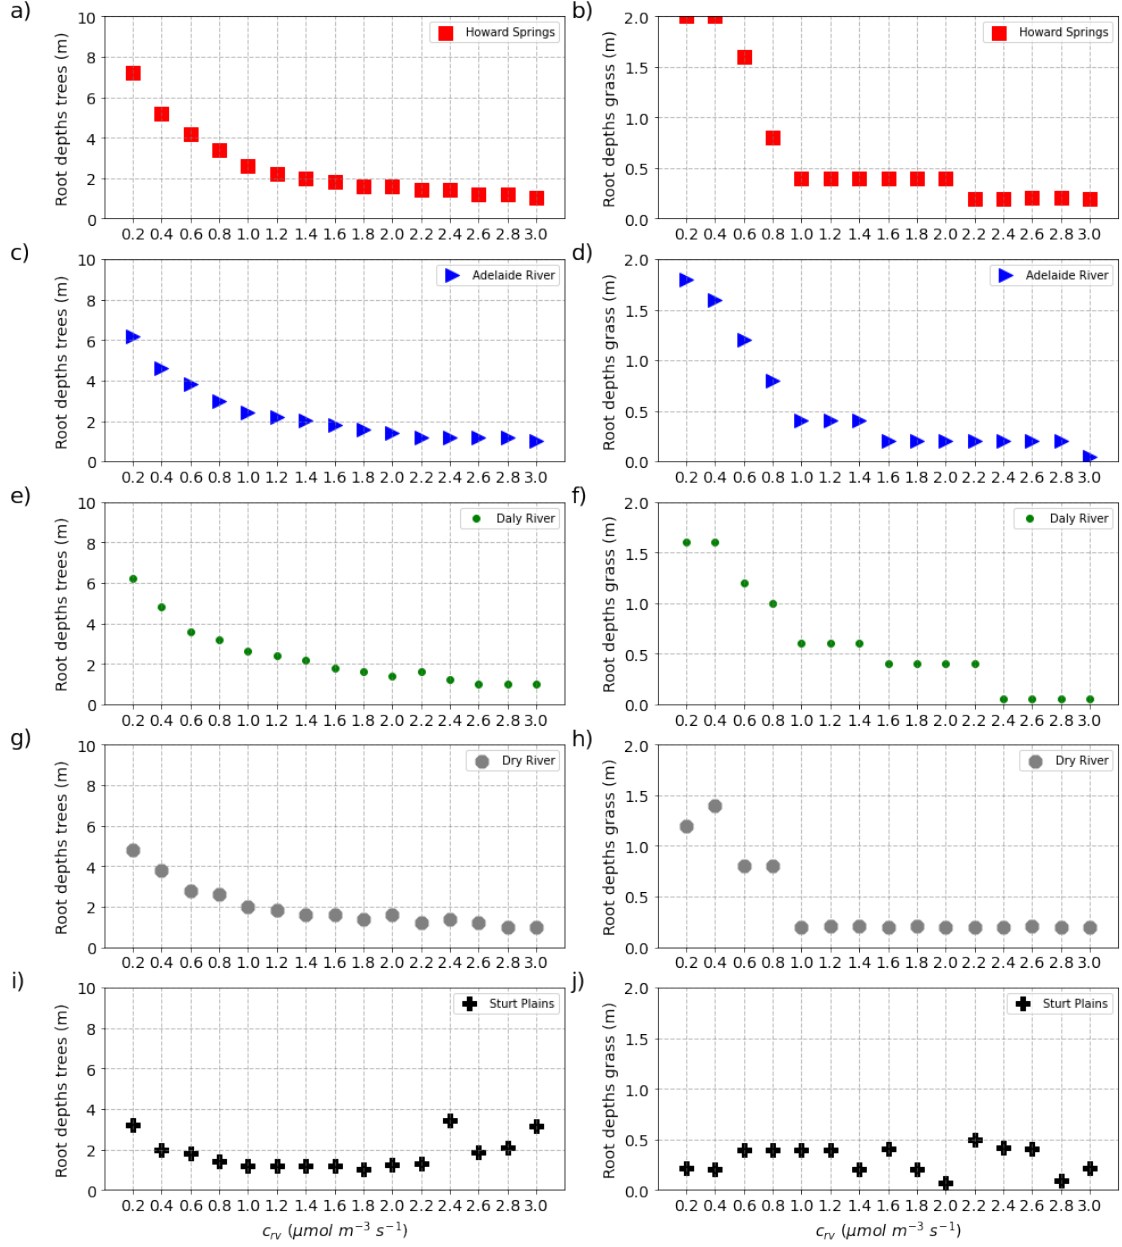 a)
Root depths trees (m)
10
8
6
4
2
0
Howard Springs
0.2 0.4 0.6 0.8 1.0 1.2 1.4 1.6 1.8 2.0 2.2 2.4 2.6 2.8 3.0
b)
Root depths grass (m)
2.0
1.5
1.0
0.5
0.0
Howard Springs
0.2 0.4 0.6 0.8 1.0 1.2 1.4 1.6 1.8 2.0 2.2 2.4 2.6 2.8 3.0
c)
Root depths trees (m)
10
8
6
4
2
0
Adelaide River
0.2 0.4 0.6 0.8 1.0 1.2 1.4 1.6 1.8 2.0 2.2 2.4 2.6 2.8 3.0
d)
Root depths grass (m)
2.0
1.5
1.0
0.5
0.0
Adelaide River
0.2 0.4 0.6 0.8 1.0 1.2 1.4 1.6 1.8 2.0 2.2 2.4 2.6 2.8 3.0
e)
Root depths trees (m)
10
8
6
4
2
0
Daly River
0.2 0.4 0.6 0.8 1.0 1.2 1.4 1.6 1.8 2.0 2.2 2.4 2.6 2.8 3.0
f)
Root depths grass (m)
2.0
1.5
1.0
0.5
0.0
Daly River
0.2 0.4 0.6 0.8 1.0 1.2 1.4 1.6 1.8 2.0 2.2 2.4 2.6 2.8 3.0
g)
Root depths trees (m)
10
8
6
4
2
0
Dry River
0.2 0.4 0.6 0.8 1.0 1.2 1.4 1.6 1.8 2.0 2.2 2.4 2.6 2.8 3.0
h)
Root depths grass (m)
2.0
1.5
1.0
0.5
0.0
Dry River
0.2 0.4 0.6 0.8 1.0 1.2 1.4 1.6 1.8 2.0 2.2 2.4 2.6 2.8 3.0
i)
Root depths trees (m)
10
8
6
4
2
0
Sturt Plains
0.2 0.4 0.6 0.8 1.0 1.2 1.4 1.6 1.8 2.0 2.2 2.4 2.6 2.8 3.0
c_rv (μmol m⁻³ s⁻¹)
j)
Root depths grass (m)
2.0
1.5
1.0
0.5
0.0
Sturt Plains
0.2 0.4 0.6 0.8 1.0 1.2 1.4 1.6 1.8 2.0 2.2 2.4 2.6 2.8 3.0
c_rv (μmol m⁻³ s⁻¹)